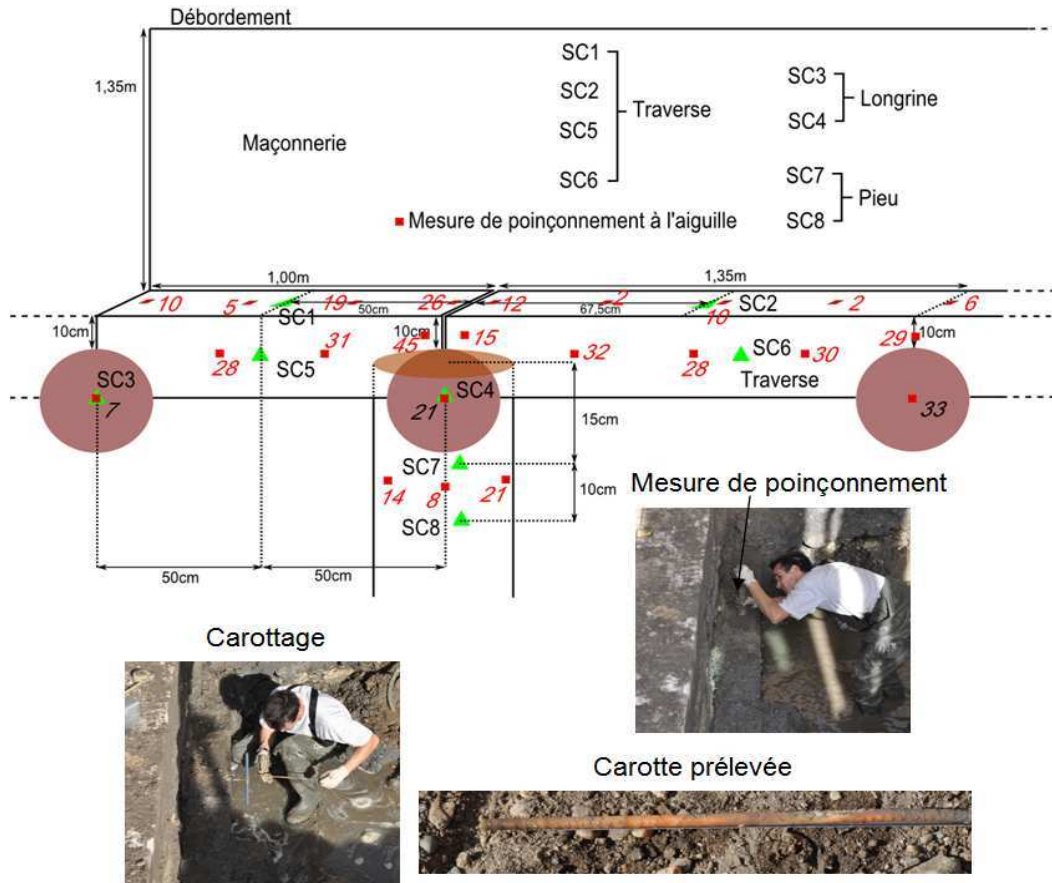 Débordement
1,35m
Maçonnerie
SC1
SC2
SC5
SC6
Traverse
SC3
SC4
Longrine
SC7
SC8
Pieu
Mesure de poinçonnement à l'aiguille
1,00m
1,35m
10
5
19
26
12
2
10
2
6
SC1
50cm
67,5cm
SC2
10cm
10cm
10cm
28
31
45
15
32
28
30
29
SC5
SC6
Traverse
SC3
7
SC4
21
33
15cm
SC7
14
8
21
10cm
SC8
50cm
50cm
Mesure de poinçonnement
Carottage
Carotte prélevée